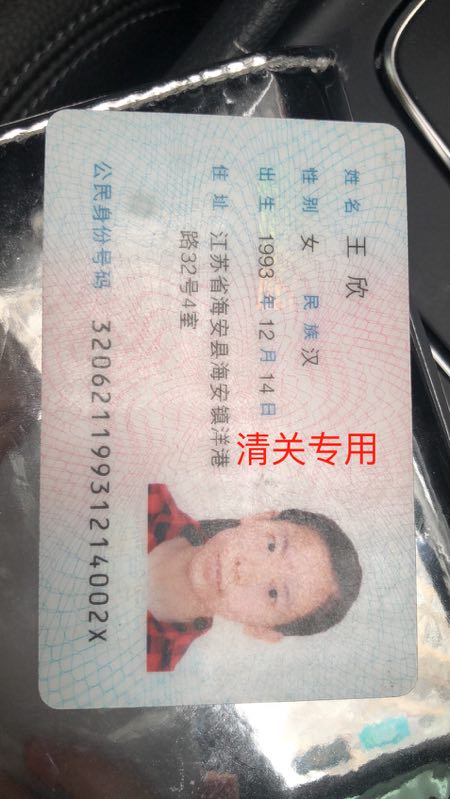 姓名 王欣
性别 女 民族 汉
出生 1993 年 12 月 14 日
住址 江苏省海安县海安镇洋港
路32号4室
公民身份号码 32062119931214002X
清关专用